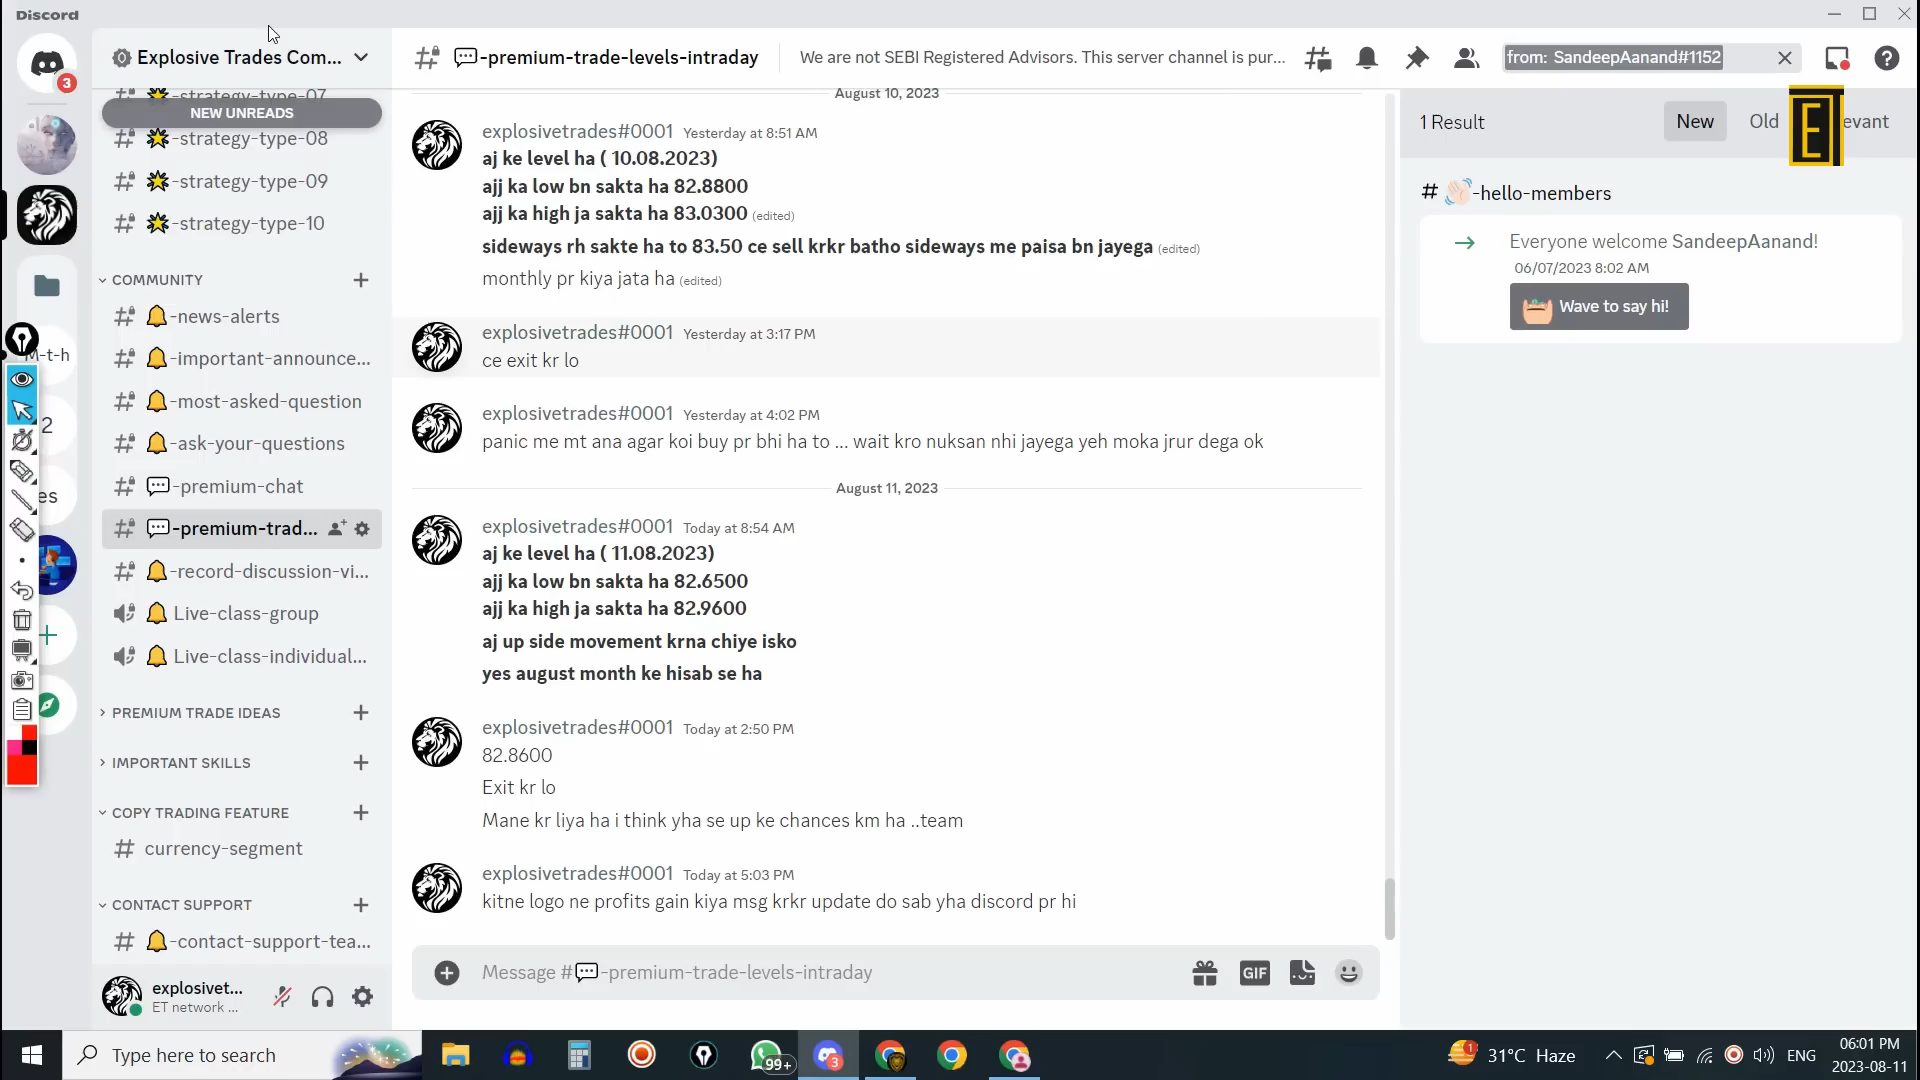 Discord
3
Explosive Trades Com...
NEW UNREADS
-strategy-type-07
-strategy-type-08
-strategy-type-09
-strategy-type-10
COMMUNITY
-news-alerts
-important-announce...
-most-asked-question
-ask-your-questions
-premium-chat
-premium-trad...
-record-discussion-vi...
Live-class-group
Live-class-individual...
PREMIUM TRADE IDEAS
IMPORTANT SKILLS
COPY TRADING FEATURE
currency-segment
CONTACT SUPPORT
-contact-support-tea...
explosivet...
ET network ...
M-t-h
2
es
-premium-trade-levels-intraday
We are not SEBI Registered Advisors. This server channel is pur...
from: SandeepAanand#1152
August 10, 2023
explosivetrades#0001 Yesterday at 8:51 AM
aj ke level ha ( 10.08.2023)
ajj ka low bn sakta ha 82.8800
ajj ka high ja sakta ha 83.0300 (edited)
sideways rh sakte ha to 83.50 ce sell krkr batho sideways me paisa bn jayega (edited)
monthly pr kiya jata ha (edited)
explosivetrades#0001 Yesterday at 3:17 PM
ce exit kr lo
explosivetrades#0001 Yesterday at 4:02 PM
panic me mt ana agar koi buy pr bhi ha to ... wait kro nuksan nhi jayega yeh moka jrur dega ok
August 11, 2023
explosivetrades#0001 Today at 8:54 AM
aj ke level ha ( 11.08.2023)
ajj ka low bn sakta ha 82.6500
ajj ka high ja sakta ha 82.9600
aj up side movement krna chiye isko
yes august month ke hisab se ha
explosivetrades#0001 Today at 2:50 PM
82.8600
Exit kr lo
Mane kr liya ha i think yha se up ke chances km ha ..team
explosivetrades#0001 Today at 5:03 PM
kitne logo ne profits gain kiya msg krkr update do sab yha discord pr hi
Message #💬-premium-trade-levels-intraday
GIF
1 Result
New
Old
evant
E
# 👋🏻-hello-members
Everyone welcome SandeepAanand!
06/07/2023 8:02 AM
Wave to say hi!
Type here to search
99+
3
31°C Haze
ENG
06:01 PM
2023-08-11